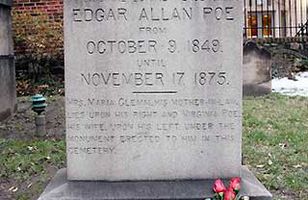 EDGAR ALLAN POE
FROM
OCTOBER 9. 1849.
UNTIL
NOVEMBER 17. 1875.
MRS. MARIA CLEMM, HIS MOTHER-IN-LAW,
LIES UPON HIS RIGHT AND VIRGINIA POE,
HIS WIFE, UPON HIS LEFT UNDER THE
MONUMENT ERECTED TO HIM IN THIS
CEMETERY.